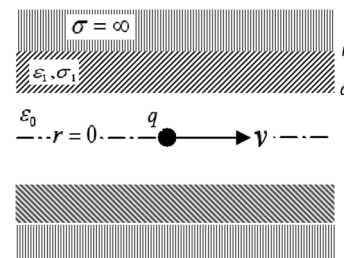 σ = ∞
ε₁, σ₁
ε₀
q
r = 0
v